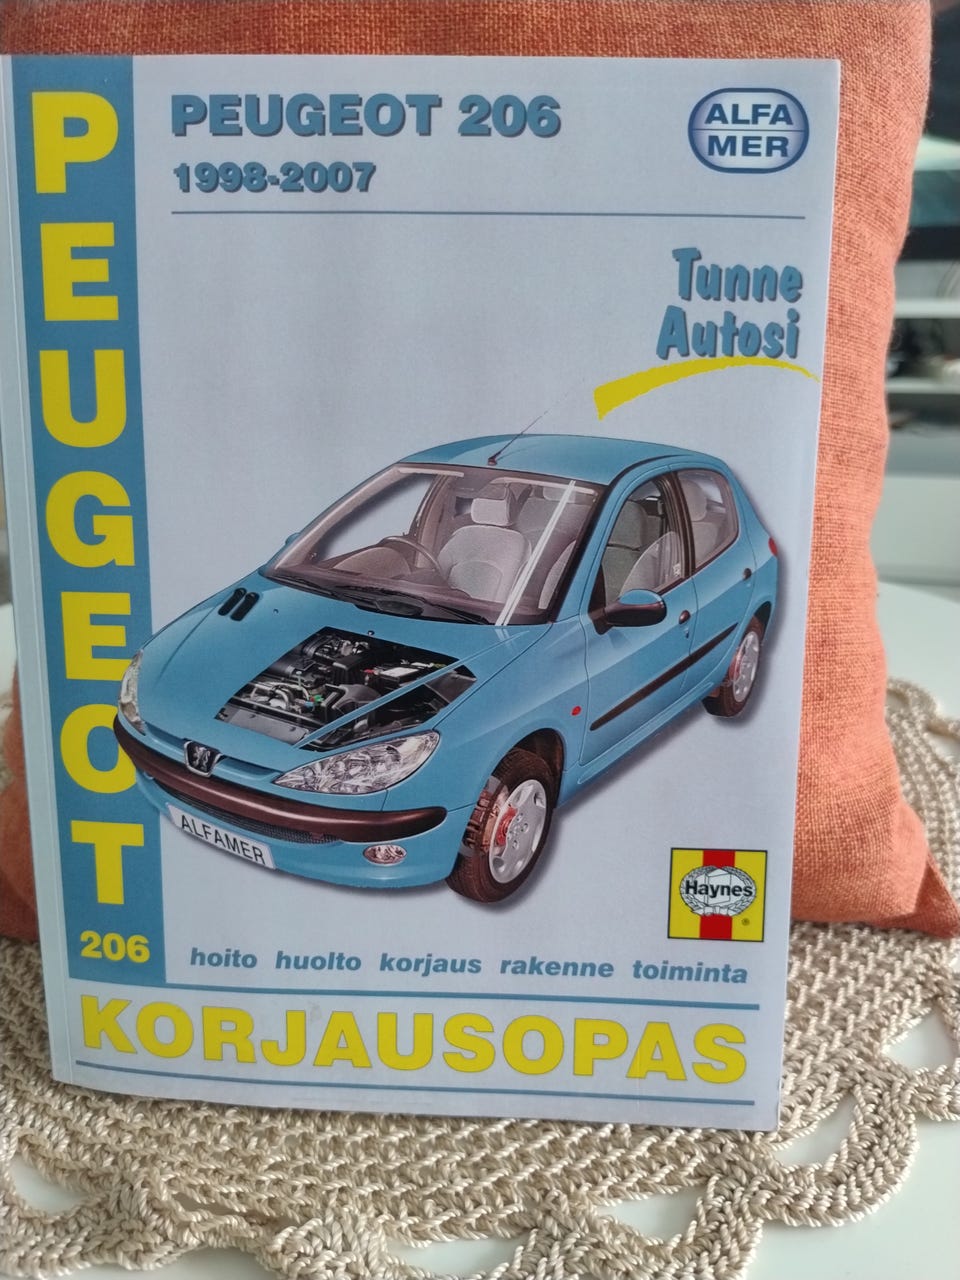 PEUGEOT
206
PEUGEOT 206
1998-2007
ALFA
MER
Tunne
Autosi
ALFAMER
Haynes
®
hoito huolto korjaus rakenne toiminta
KORJAUSOPAS